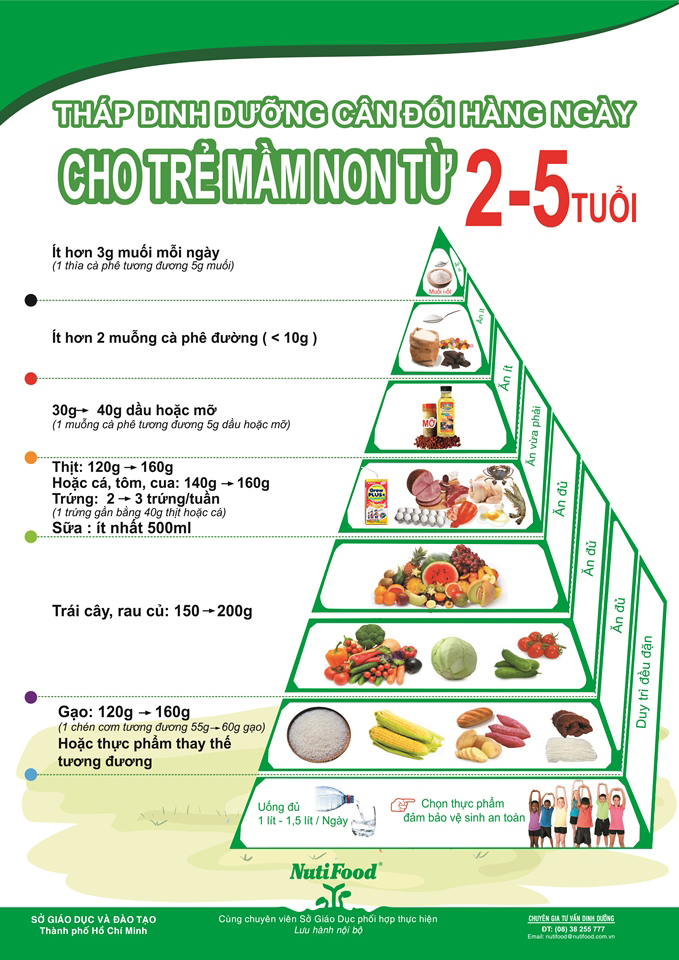 THÁP DINH DƯỠNG CÂN ĐỐI HÀNG NGÀY
CHO TRẺ MẦM NON TỪ 2-5 TUỔI
Ít hơn 3g muối mỗi ngày
(1 thìa cà phê tương đương 5g muối)
Muối i-ốt
Ít hơn 2 muỗng cà phê đường ( < 10g )
Ăn ít
30g→ 40g dầu hoặc mỡ
(1 muỗng cà phê tương đương 5g dầu hoặc mỡ)
MỠ
Ăn ít
Thịt: 120g → 160g
Hoặc cá, tôm, cua: 140g → 160g
Trứng: 2 → 3 trứng/tuần
(1 trứng gần bằng 40g thịt hoặc cá)
Sữa : ít nhất 500ml
Grow PLUS+
Ăn vừa phải
Ăn đủ
Trái cây, rau củ: 150 → 200g
Ăn đủ
Gạo: 120g → 160g
(1 chén cơm tương đương 55g→ 60g gạo)
Hoặc thực phẩm thay thế
tương đương
Ăn đủ
Duy trì đều đặn
Uống đủ
1 lít - 1,5 lít / Ngày
Chọn thực phẩm
đảm bảo vệ sinh an toàn
NutiFood®
SỞ GIÁO DỤC VÀ ĐÀO TẠO
Thành phố Hồ Chí Minh
Cùng chuyên viên Sở Giáo Dục phối hợp thực hiện
Lưu hành nội bộ
CHUYÊN GIA TƯ VẤN DINH DƯỠNG
ĐT: (08) 38 255 777
Email: nutifood@nutifood.com.vn